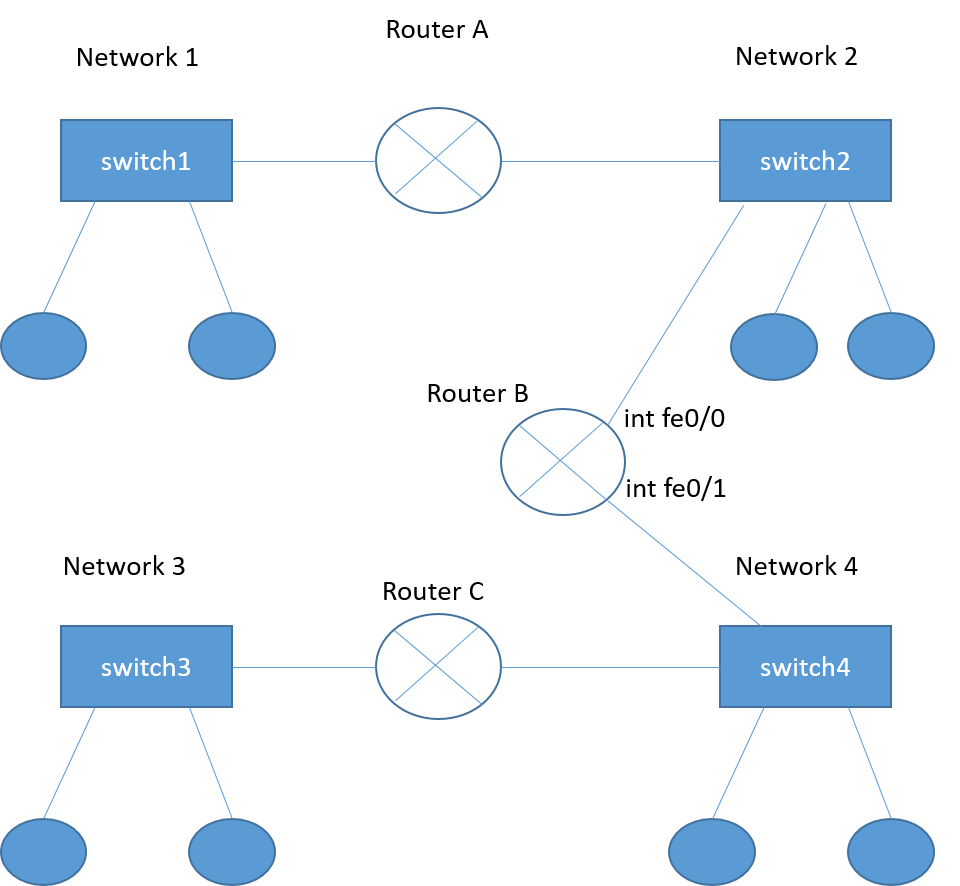 Router A
Network 1
Network 2
switch1
switch2
Router B
int fe0/0
int fe0/1
Network 3
Router C
Network 4
switch3
switch4